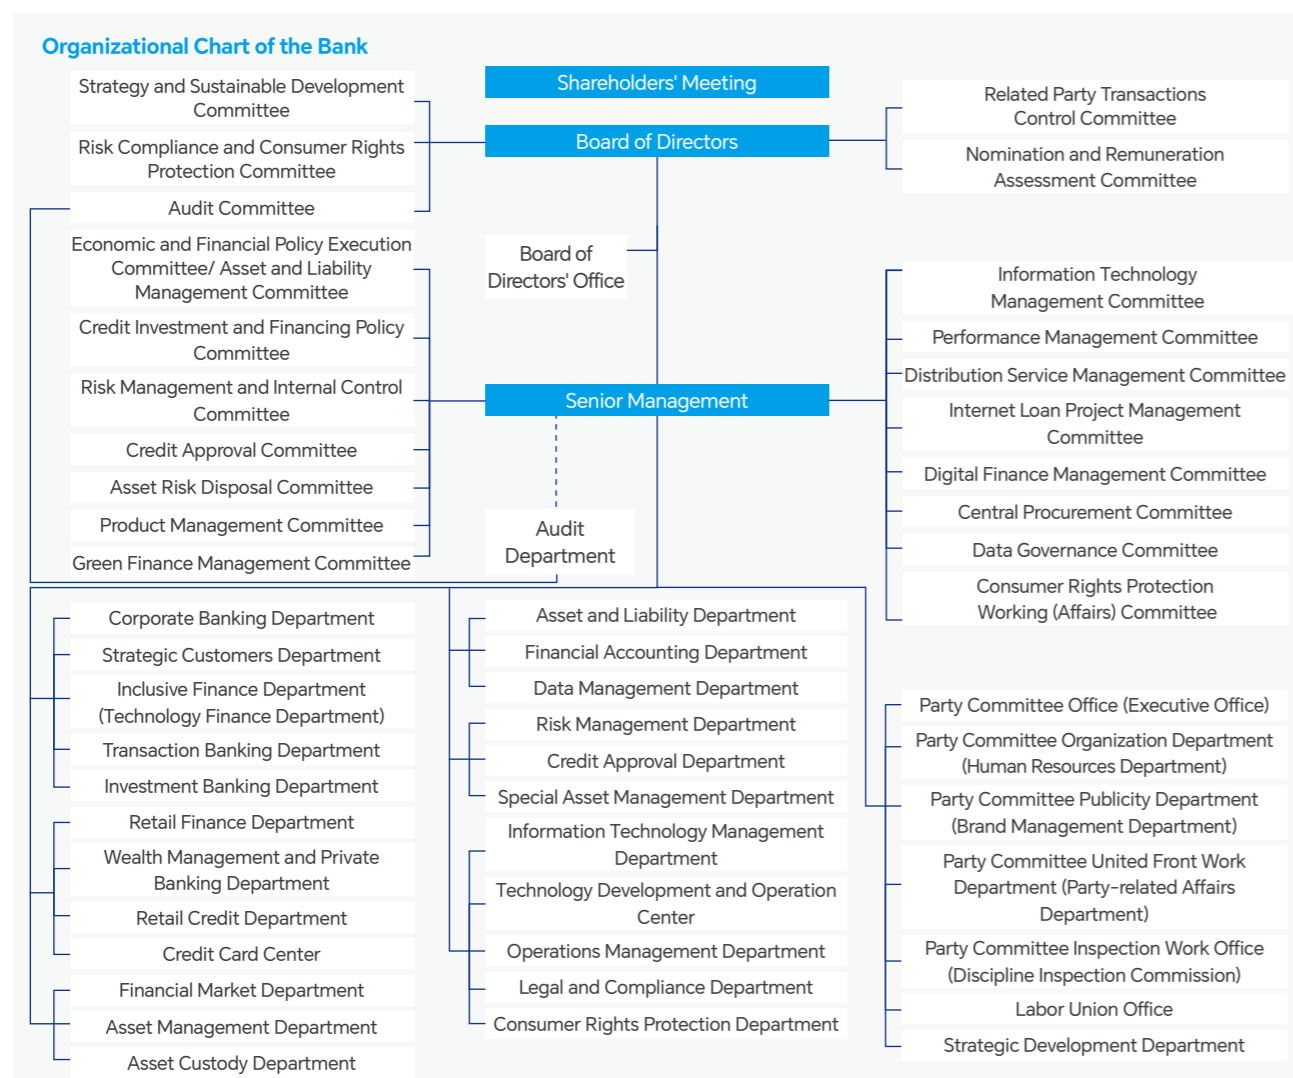 Organizational Chart of the Bank
Shareholders' Meeting
Board of Directors
Strategy and Sustainable Development
Committee
Risk Compliance and Consumer Rights
Protection Committee
Audit Committee
Related Party Transactions
Control Committee
Nomination and Remuneration
Assessment Committee
Board of
Directors' Office
Economic and Financial Policy Execution
Committee/ Asset and Liability
Management Committee
Credit Investment and Financing Policy
Committee
Risk Management and Internal Control
Committee
Credit Approval Committee
Asset Risk Disposal Committee
Product Management Committee
Green Finance Management Committee
Senior Management
Audit
Department
Information Technology
Management Committee
Performance Management Committee
Distribution Service Management Committee
Internet Loan Project Management
Committee
Digital Finance Management Committee
Central Procurement Committee
Data Governance Committee
Consumer Rights Protection
Working (Affairs) Committee
Corporate Banking Department
Strategic Customers Department
Inclusive Finance Department
(Technology Finance Department)
Transaction Banking Department
Investment Banking Department
Retail Finance Department
Wealth Management and Private
Banking Department
Retail Credit Department
Credit Card Center
Financial Market Department
Asset Management Department
Asset Custody Department
Asset and Liability Department
Financial Accounting Department
Data Management Department
Risk Management Department
Credit Approval Department
Special Asset Management Department
Information Technology Management
Department
Technology Development and Operation
Center
Operations Management Department
Legal and Compliance Department
Consumer Rights Protection Department
Party Committee Office (Executive Office)
Party Committee Organization Department
(Human Resources Department)
Party Committee Publicity Department
(Brand Management Department)
Party Committee United Front Work
Department (Party-related Affairs
Department)
Party Committee Inspection Work Office
(Discipline Inspection Commission)
Labor Union Office
Strategic Development Department